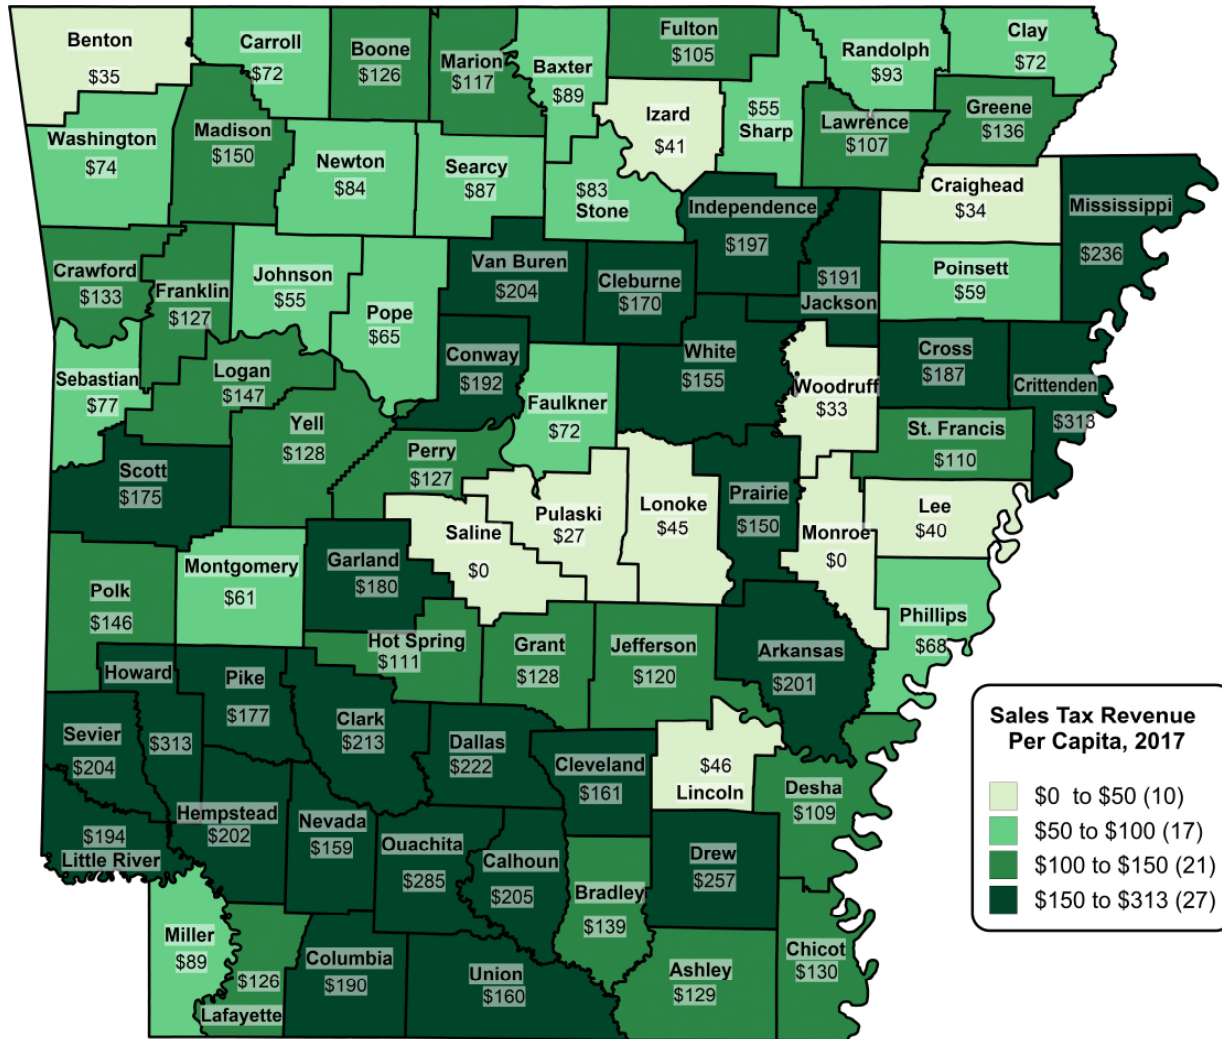 Benton
$35
Carroll
$72
Boone
$126
Marion
$117
Baxter
$89
Fulton
$105
Izard
$41
$55
Sharp
Randolph
$93
Clay
$72
Lawrence
$107
Greene
$136
Washington
$74
Madison
$150
Newton
$84
Searcy
$87
$83
Stone
Independence
$197
Craighead
$34
Mississippi
$236
Crawford
$133
Franklin
$127
Johnson
$55
Pope
$65
Van Buren
$204
Cleburne
$170
$191
Jackson
Poinsett
$59
Sebastian
$77
Logan
$147
Yell
$128
Conway
$192
Faulkner
$72
White
$155
Woodruff
$33
Cross
$187
Crittenden
$313
Scott
$175
Perry
$127
St. Francis
$110
Saline
$0
Pulaski
$27
Lonoke
$45
Prairie
$150
Monroe
$0
Lee
$40
Polk
$146
Montgomery
$61
Garland
$180
Hot Spring
$111
Grant
$128
Jefferson
$120
Arkansas
$201
Phillips
$68
Howard
$313
Pike
$177
Clark
$213
Sevier
$204
Dallas
$222
Cleveland
$161
$46
Lincoln
Desha
$109
$194
Little River
Hempstead
$202
Nevada
$159
Ouachita
$285
Calhoun
$205
Bradley
$139
Drew
$257
Miller
$89
$126
Lafayette
Columbia
$190
Union
$160
Ashley
$129
Chicot
$130
Sales Tax Revenue
Per Capita, 2017
$0 to $50 (10)
$50 to $100 (17)
$100 to $150 (21)
$150 to $313 (27)